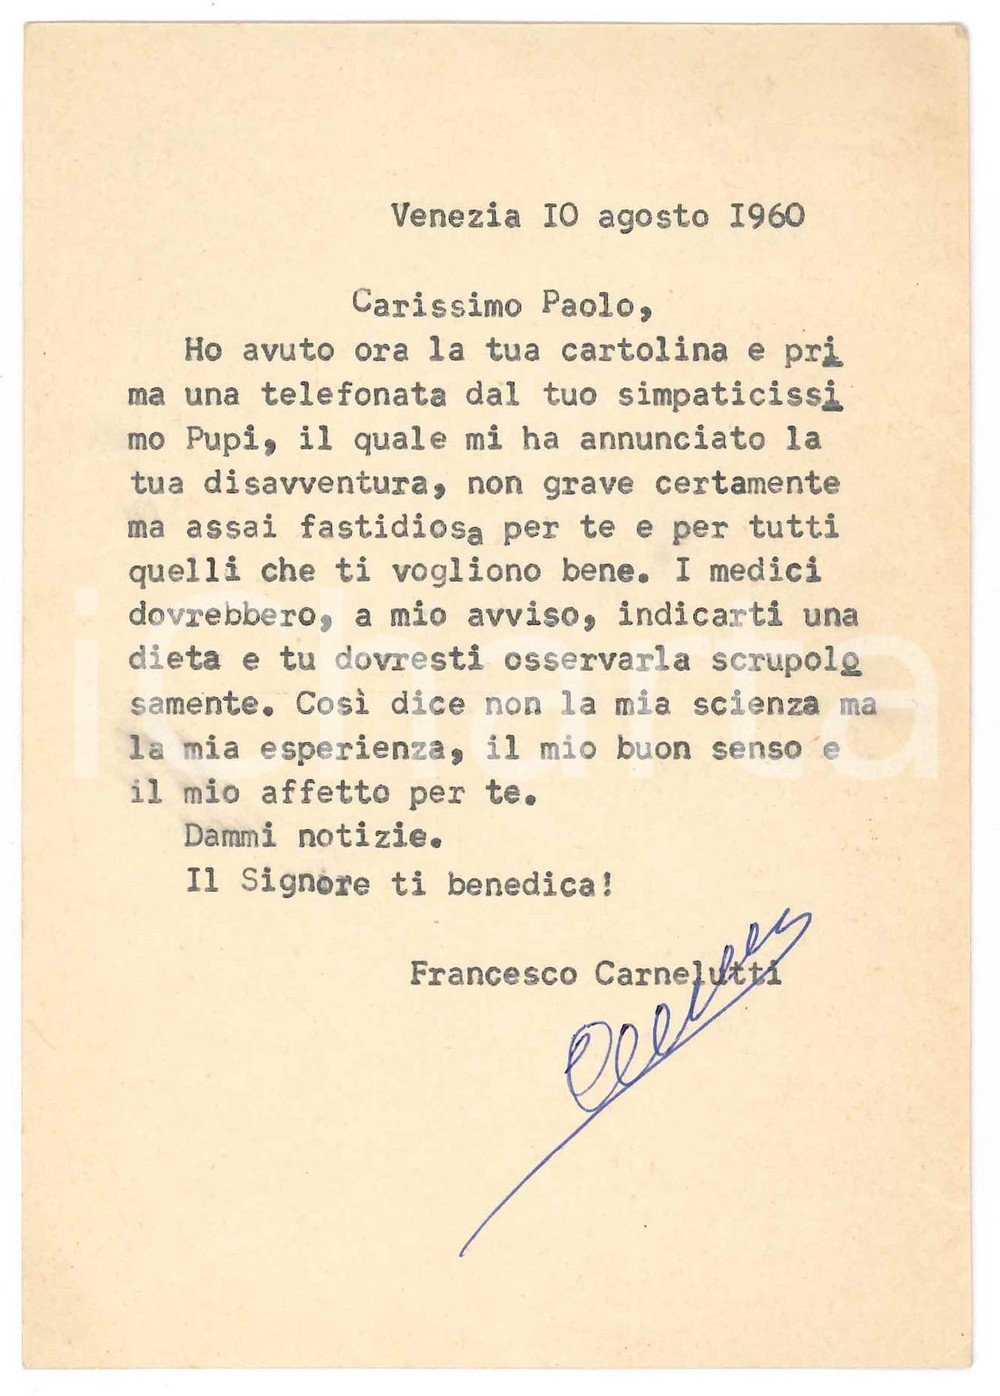 Venezia IO agosto I960
Carissimo Paolo,
Ho avuto ora la tua cartolina e pri
ma una telefonata dal tuo simpaticissi
mo Pupi, il quale mi ha annunciato la
tua disavventura, non grave certamente
ma assai fastidiosa per te e per tutti
quelli che ti vogliono bene. I medici
dovrebbero, a mio avviso, indicarti una
dieta e tu dovresti osservarla scrupolo
samente. Così dice non la mia scienza ma
la mia esperienza, il mio buon senso e
il mio affetto per te.
Dammi notizie.
Il Signore ti benedica!
Francesco Carnelutti
iCharta